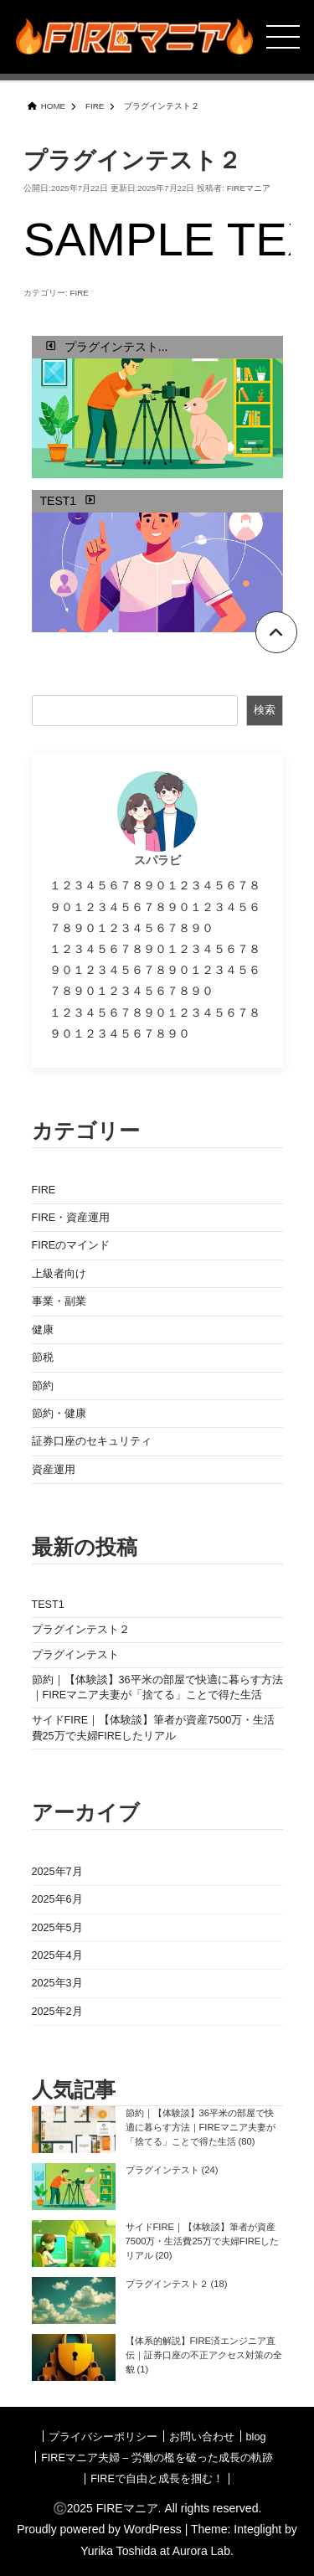 FIREマニア
HOME > FIRE > プラグインテスト２
プラグインテスト２
公開日:2025年7月22日 更新日:2025年7月22日 投稿者: FIREマニア
SAMPLE TEX
カテゴリー: FIRE
プラグインテスト...
TEST1
検索
スパラビ
１２３４５６７８９０１２３４５６７８
９０１２３４５６７８９０１２３４５６
７８９０１２３４５６７８９０
１２３４５６７８９０１２３４５６７８
９０１２３４５６７８９０１２３４５６
７８９０１２３４５６７８９０
１２３４５６７８９０１２３４５６７８
９０１２３４５６７８９０
カテゴリー
FIRE
FIRE・資産運用
FIREのマインド
上級者向け
事業・副業
健康
節税
節約
節約・健康
証券口座のセキュリティ
資産運用
最新の投稿
TEST1
プラグインテスト２
プラグインテスト
節約｜【体験談】36平米の部屋で快適に暮らす方法
｜FIREマニア夫妻が「捨てる」ことで得た生活
サイドFIRE｜【体験談】筆者が資産7500万・生活
費25万で夫婦FIREしたリアル
アーカイブ
2025年7月
2025年6月
2025年5月
2025年4月
2025年3月
2025年2月
人気記事
節約｜【体験談】36平米の部屋で快
適に暮らす方法｜FIREマニア夫妻が
「捨てる」ことで得た生活 (80)
プラグインテスト (24)
サイドFIRE｜【体験談】筆者が資産
7500万・生活費25万で夫婦FIREした
リアル (20)
プラグインテスト２ (18)
【体系的解説】FIRE済エンジニア直
伝｜証券口座の不正アクセス対策の全
貌 (1)
| プライバシーポリシー | お問い合わせ | blog
| FIREマニア夫婦 – 労働の檻を破った成長の軌跡
| FIREで自由と成長を掴む！ |
©2025 FIREマニア. All rights reserved.
Proudly powered by WordPress | Theme: Integlight by
Yurika Toshida at Aurora Lab.